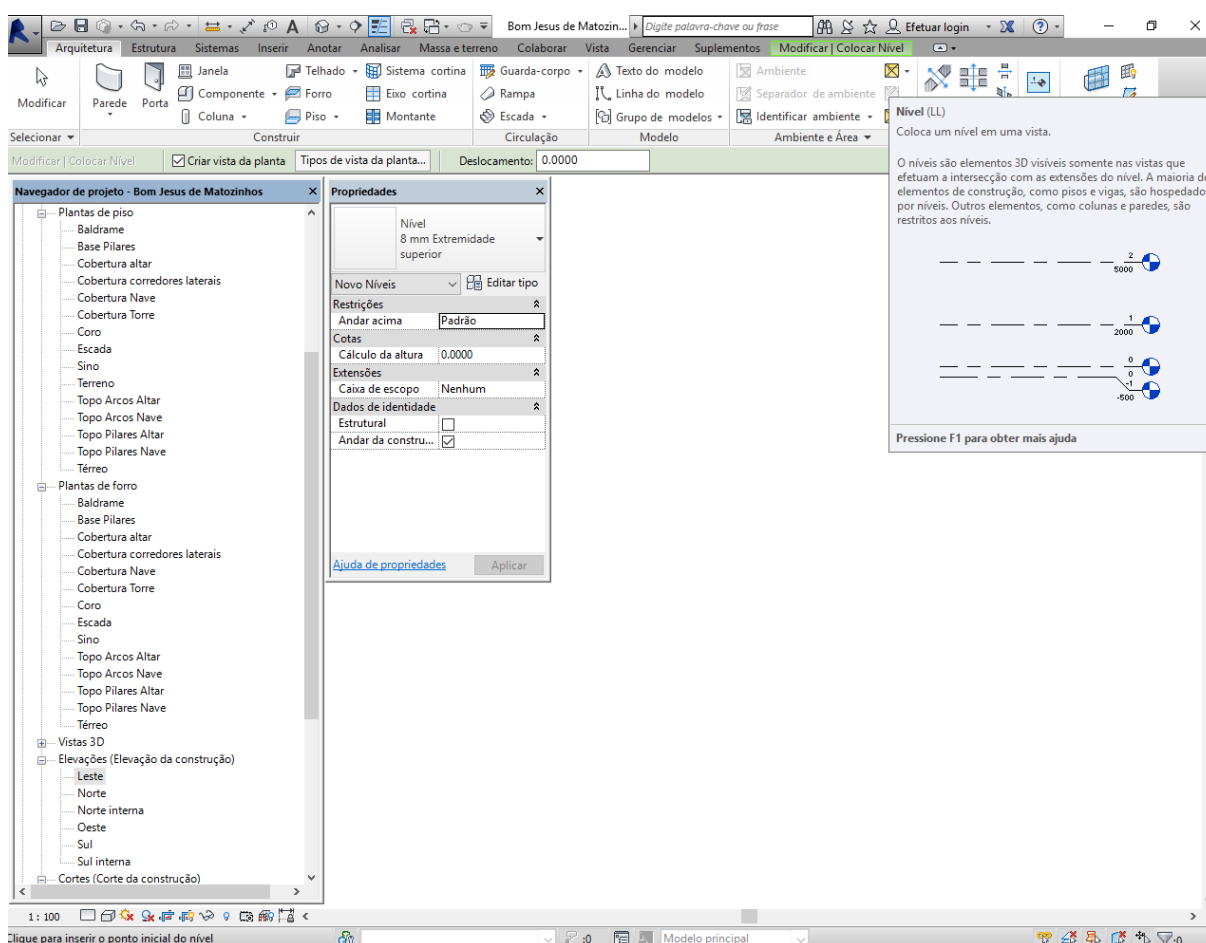 Bom Jesus de Matozin...
Digite palavra-chave ou frase
Efetuar login
Arquitetura Estrutura Sistemas Inserir Anotar Analisar Massa e terreno Colaborar Vista Gerenciar Suplementos Modificar | Colocar Nível
Modificar
Parede
Porta
Janela
Componente
Coluna
Telhado
Forro
Piso
Sistema cortina
Eixo cortina
Montante
Guarda-corpo
Rampa
Escada
Texto do modelo
Linha do modelo
Grupo de modelos
Ambiente
Separador de ambiente
Identificar ambiente
Selecionar
Construir
Circulação
Modelo
Ambiente e Área
Modificar | Colocar Nível
Criar vista da planta
Tipos de vista da planta...
Deslocamento: 0.0000
Nível (LL)
Coloca um nível em uma vista.
O níveis são elementos 3D visíveis somente nas vistas que
efetuam a intersecção com as extensões do nível. A maioria do
elementos de construção, como pisos e vigas, são hospedado
por níveis. Outros elementos, como colunas e paredes, são
restritos aos níveis.
2
5000
1
2000
0
0
-1
-500
Pressione F1 para obter mais ajuda
Navegador de projeto - Bom Jesus de Matozinhos
Plantas de piso
Baldrame
Base Pilares
Cobertura altar
Cobertura corredores laterais
Cobertura Nave
Cobertura Torre
Coro
Escada
Sino
Terreno
Topo Arcos Altar
Topo Arcos Nave
Topo Pilares Altar
Topo Pilares Nave
Térreo
Plantas de forro
Baldrame
Base Pilares
Cobertura altar
Cobertura corredores laterais
Cobertura Nave
Cobertura Torre
Coro
Escada
Sino
Topo Arcos Altar
Topo Arcos Nave
Topo Pilares Altar
Topo Pilares Nave
Térreo
Vistas 3D
Elevações (Elevação da construção)
Leste
Norte
Norte interna
Oeste
Sul
Sul interna
Cortes (Corte da construção)
Propriedades
Nível
8 mm Extremidade
superior
Novo Níveis
Editar tipo
Restrições
Andar acima Padrão
Cotas
Cálculo da altura 0.0000
Extensões
Caixa de escopo Nenhum
Dados de identidade
Estrutural
Andar da constru...
Ajuda de propriedades
Aplicar
1 : 100
Clique para inserir o ponto inicial do nível
:0
Modelo principal
:0